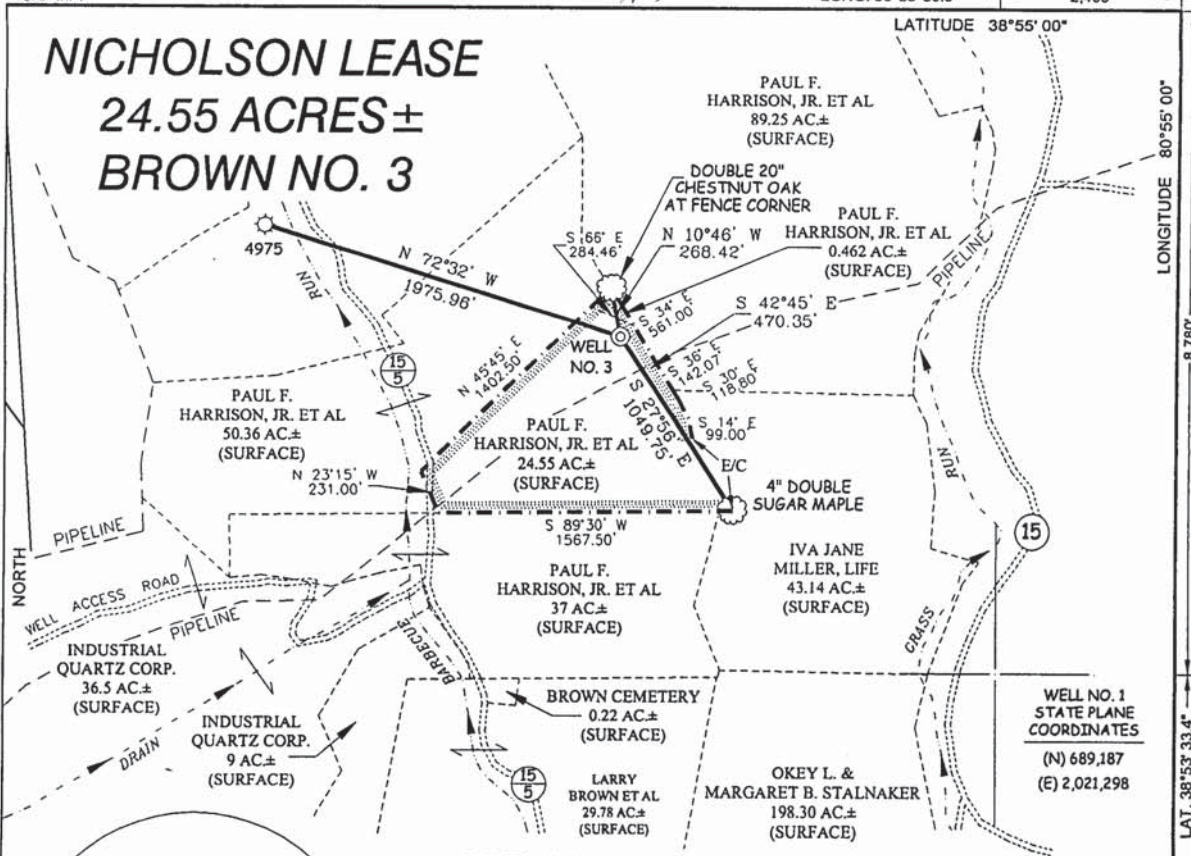 LATITUDE 38°55' 00"
NICHOLSON LEASE
24.55 ACRES±
BROWN NO. 3
PAUL F.
HARRISON, JR. ET AL
89.25 AC.±
(SURFACE)
LONGITUDE 80°55' 00"
DOUBLE 20"
CHESTNUT OAK
AT FENCE CORNER
PAUL F.
HARRISON, JR. ET AL
0.462 AC.±
(SURFACE)
4975
N 72°32' W
1975.96'
S 66° E
284.46'
N 10°46' W
268.42'
S 34° E
561.00'
S 42°45' E
470.35'
PIPELINE
RUN
WELL
NO. 3
S 36° E
142.07'
S 30° E
118.80'
8,780'
15
5
N 45°45' E
1402.50'
S 27°56' E
1049.75'
S 14° E
99.00'
E/C
PAUL F.
HARRISON, JR. ET AL
50.36 AC.±
(SURFACE)
PAUL F.
HARRISON, JR. ET AL
24.55 AC.±
(SURFACE)
N 23°15' W
231.00'
4" DOUBLE
SUGAR MAPLE
RUN
S 89°30' W
1567.50'
15
PIPELINE
NORTH
WELL ACCESS ROAD
PIPELINE
PAUL F.
HARRISON, JR. ET AL
37 AC.±
(SURFACE)
IVA JANE
MILLER, LIFE
43.14 AC.±
(SURFACE)
GRASS
BARBECUE
INDUSTRIAL
QUARTZ CORP.
36.5 AC.±
(SURFACE)
INDUSTRIAL
QUARTZ CORP.
9 AC.±
(SURFACE)
DRAIN
BROWN CEMETERY
0.22 AC.±
(SURFACE)
WELL NO. 1
STATE PLANE
COORDINATES
(N) 689,187
(E) 2,021,298
15
5
LARRY
BROWN ET AL
29.78 AC.±
(SURFACE)
OKEY L. &
MARGARET B. STALNAKER
198.30 AC.±
(SURFACE)
LAT. 38°53' 33.4"